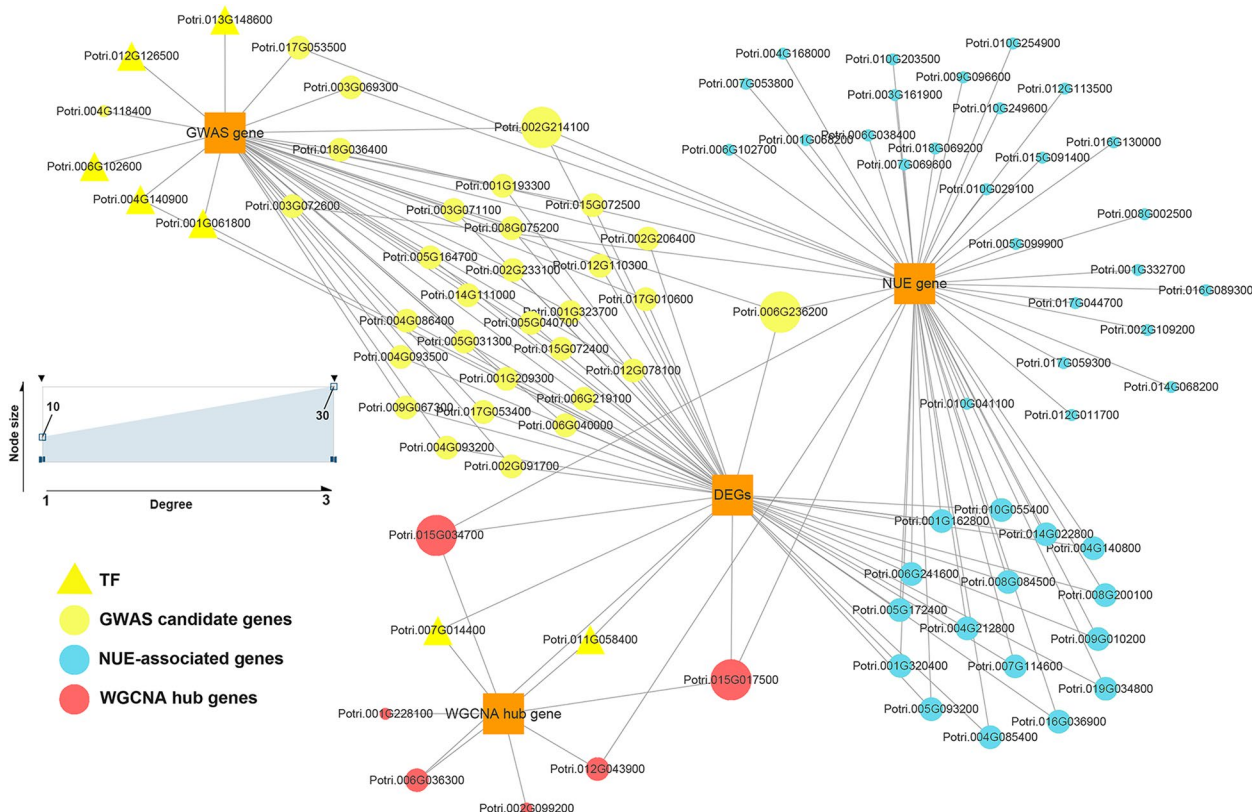 Potri.013G148600
Potri.012G126500
Potri.017G053500
Potri.004G118400
Potri.003G069300
GWAS gene
Potri.002G214100
Potri.018G036400
Potri.006G102600
Potri.004G140900
Potri.001G061800
Potri.003G072600
Potri.001G193300
Potri.003G071100
Potri.015G072500
Potri.008G075200
Potri.002G206400
Potri.005G164700
Potri.002G233100
Potri.012G110300
Potri.014G111000
Potri.017G010600
Potri.001G323700
Potri.004G086400
Potri.005G040700
Potri.006G236200
Potri.005G031300
Potri.015G072400
Potri.004G093500
Potri.012G078100
Potri.001G209300
Potri.006G219100
Potri.009G067300
Potri.017G053400
Potri.006G040000
Potri.004G093200
Potri.002G091700
Potri.010G254900
Potri.004G168000
Potri.010G203500
Potri.007G053800
Potri.009G096600
Potri.003G161900
Potri.012G113500
Potri.010G249600
Potri.006G038400
Potri.001G068200
Potri.016G130000
Potri.006G102700
Potri.018G069200
Potri.015G091400
Potri.007G069600
Potri.010G029100
Potri.008G002500
Potri.005G099900
Potri.001G332700
NUE gene
Potri.016G089300
Potri.017G044700
Potri.002G109200
Potri.017G059300
Potri.014G068200
Potri.010G041100
Potri.012G011700
DEGs
Potri.010G055400
Potri.001G162800
Potri.014G022800
Potri.004G140800
Potri.006G241600
Potri.008G084500
Potri.008G200100
Potri.005G172400
Potri.004G212800
Potri.009G010200
Potri.001G320400
Potri.007G114600
Potri.019G034800
Potri.005G093200
Potri.016G036900
Potri.004G085400
Potri.015G034700
Potri.007G014400
Potri.011G058400
Potri.015G017500
Potri.001G228100
WGCNA hub gene
Potri.006G036300
Potri.012G043900
Potri.002G099200
Node size
10
30
1
3
Degree
TF
GWAS candidate genes
NUE-associated genes
WGCNA hub genes